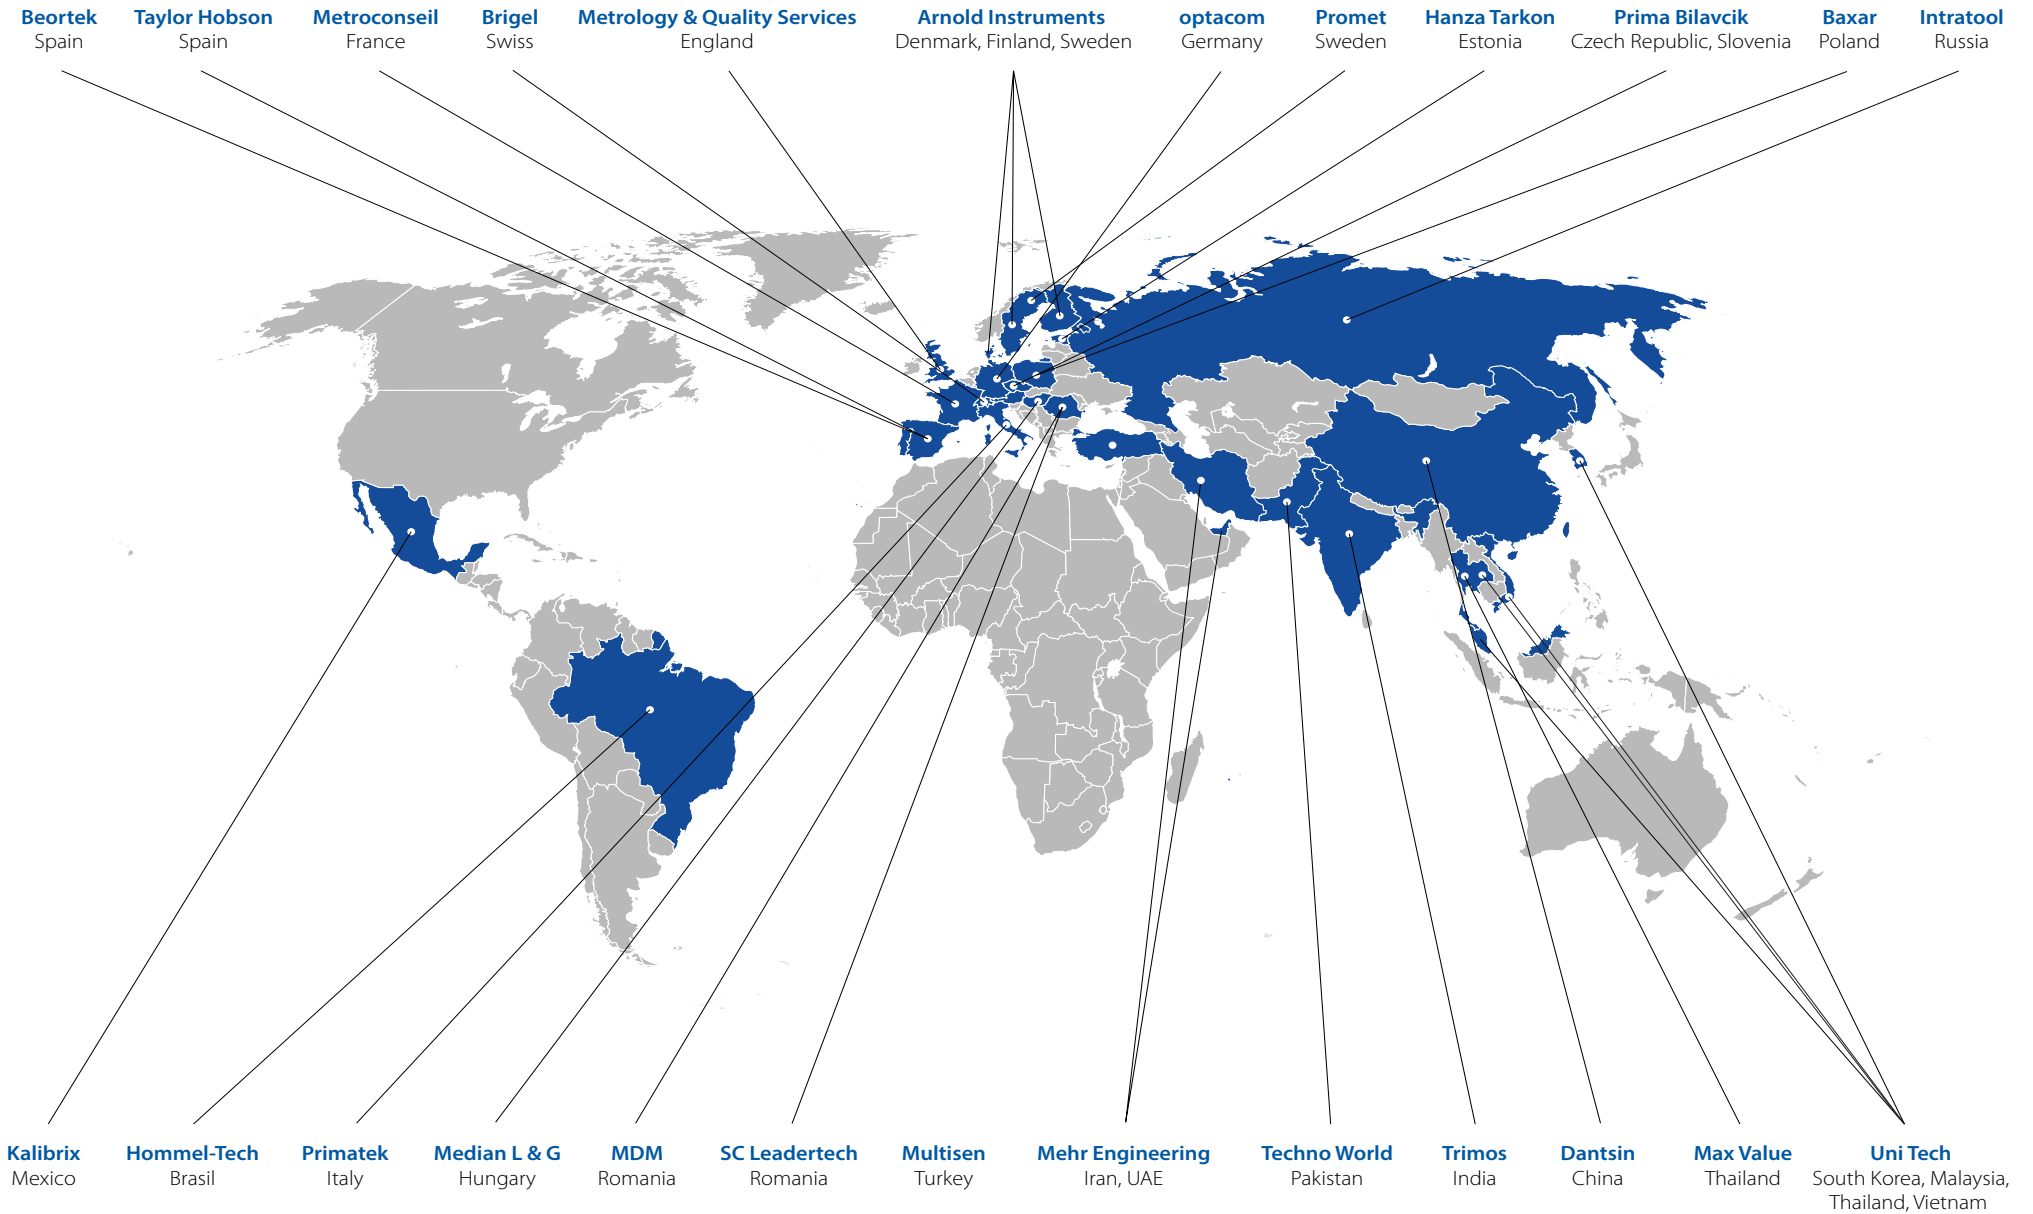 Beortek
Spain
Taylor Hobson
Spain
Metroconseil
France
Brigel
Swiss
Metrology & Quality Services
England
Arnold Instruments
Denmark, Finland, Sweden
optacom
Germany
Promet
Sweden
Hanza Tarkon
Estonia
Prima Bilavcik
Czech Republic, Slovenia
Baxar
Poland
Intratool
Russia
Kalibrix
Mexico
Hommel-Tech
Brasil
Primatek
Italy
Median L & G
Hungary
MDM
Romania
SC Leadertech
Romania
Multisen
Turkey
Mehr Engineering
Iran, UAE
Techno World
Pakistan
Trimos
India
Dantsin
China
Max Value
Thailand
Uni Tech
South Korea, Malaysia,
Thailand, Vietnam